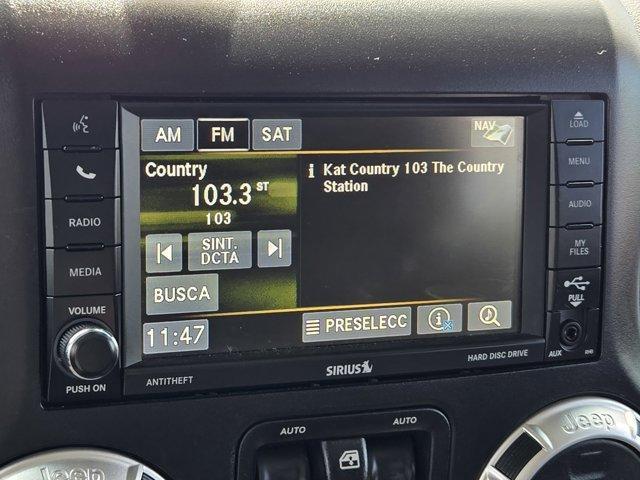 AM FM SAT NAV
Country
103.3 ST
103
SINT.
DCTA
BUSCA
11:47
i Kat Country 103 The Country
Station
PRESELECC
RADIO
MEDIA
VOLUME
PUSH ON
LOAD
MENU
AUDIO
MY
FILES
PULL
AUX RHB
ANTITHEFT
SIRIUS
HARD DISC DRIVE
AUTO AUTO
Jeep
Jeep